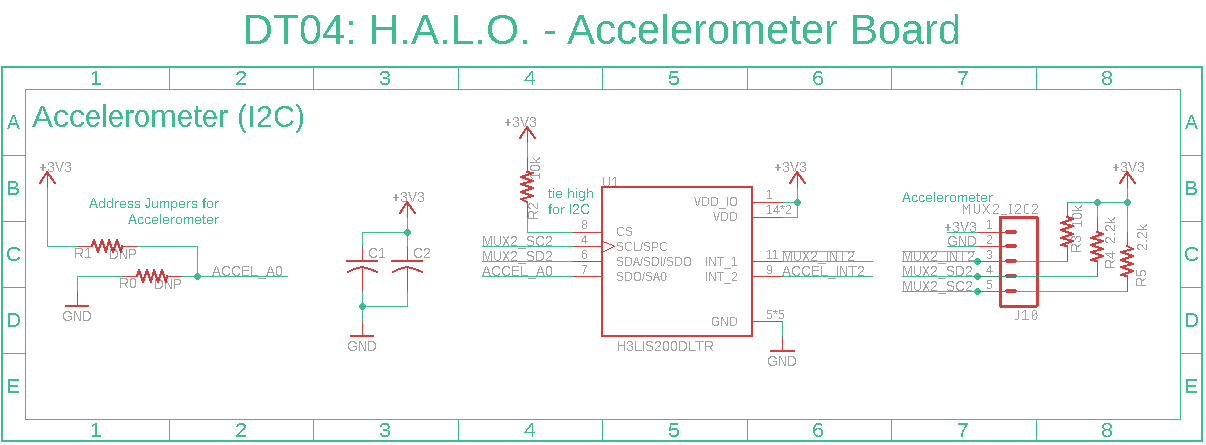 DT04: H.A.L.O. - Accelerometer Board
1 2 3 4 5 6 7 8
A
B
C
D
E
A
B
C
D
E
Accelerometer (I2C)
+3V3
Address Jumpers for
Accelerometer
R1
DNP
R0
DNP
ACCEL_A0
GND
+3V3
C1
C2
GND
+3V3
10k
R2
tie high
for I2C
U1
8
CS
MUX2_SC2
4
SCL/SPC
MUX2_SD2
6
SDA/SDI/SDO
ACCEL_A0
7
SDO/SA0
VDD_IO
1
VDD
14*2
+3V3
INT_1
11
MUX2_INT2
INT_2
9
ACCEL_INT2
GND
5*5
GND
H3LIS200DLTR
Accelerometer
MUX2_I2C2
+3V3
1
GND
2
MUX2_INT2
3
MUX2_SD2
4
MUX2_SC2
5
J10
+3V3
R3
10k
R4
2.2k
R5
2.2k
1 2 3 4 5 6 7 8